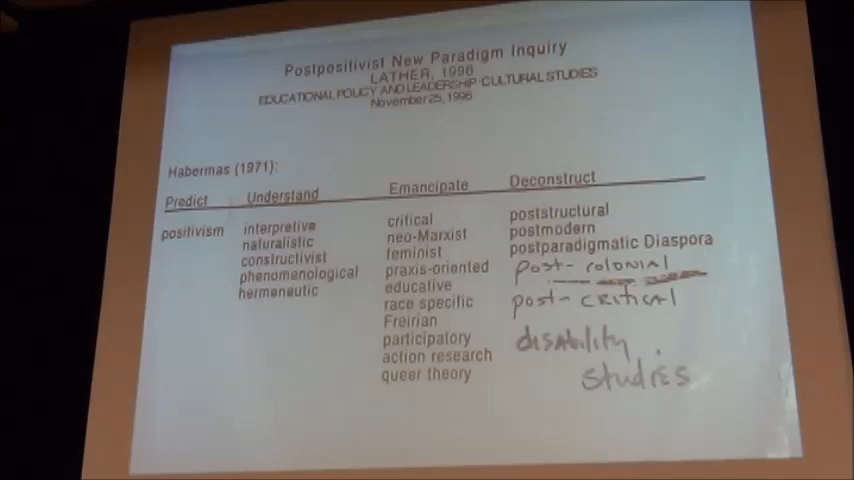 Postpositivist New Paradigm Inquiry
LATHER, 1996
EDUCATIONAL POLICY AND LEADERSHIP-CULTURAL STUDIES
November 25, 1996
Habermas (1971):
Predict Understand Emancipate Deconstruct
positivism interpretive critical poststructural
naturalistic neo-Marxist postmodern
constructivist feminist postparadigmatic Diaspora
phenomenological praxis-oriented post-colonial
hermeneutic educative post-critical
race specific
Freirian
participatory disability
action research
queer theory studies